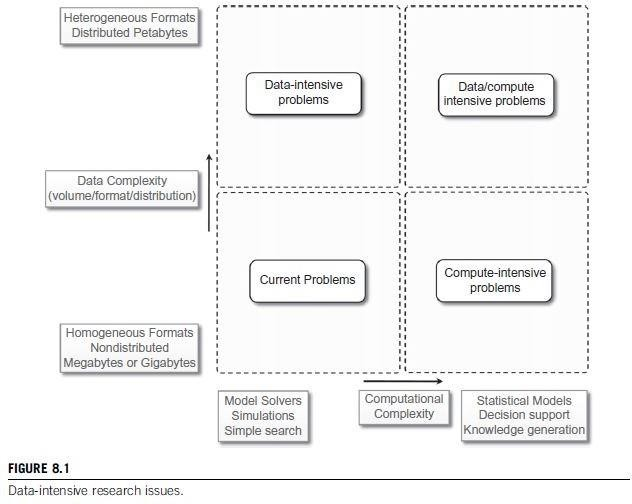 Heterogeneous Formats
Distributed Petabytes
Data-intensive
problems
Data/compute
intensive problems
Data Complexity
(volume/format/distribution)
Current Problems
Compute-intensive
problems
Homogeneous Formats
Nondistributed
Megabytes or Gigabytes
Model Solvers
Simulations
Simple search
Computational
Complexity
Statistical Models
Decision support
Knowledge generation
FIGURE 8.1
Data-intensive research issues.